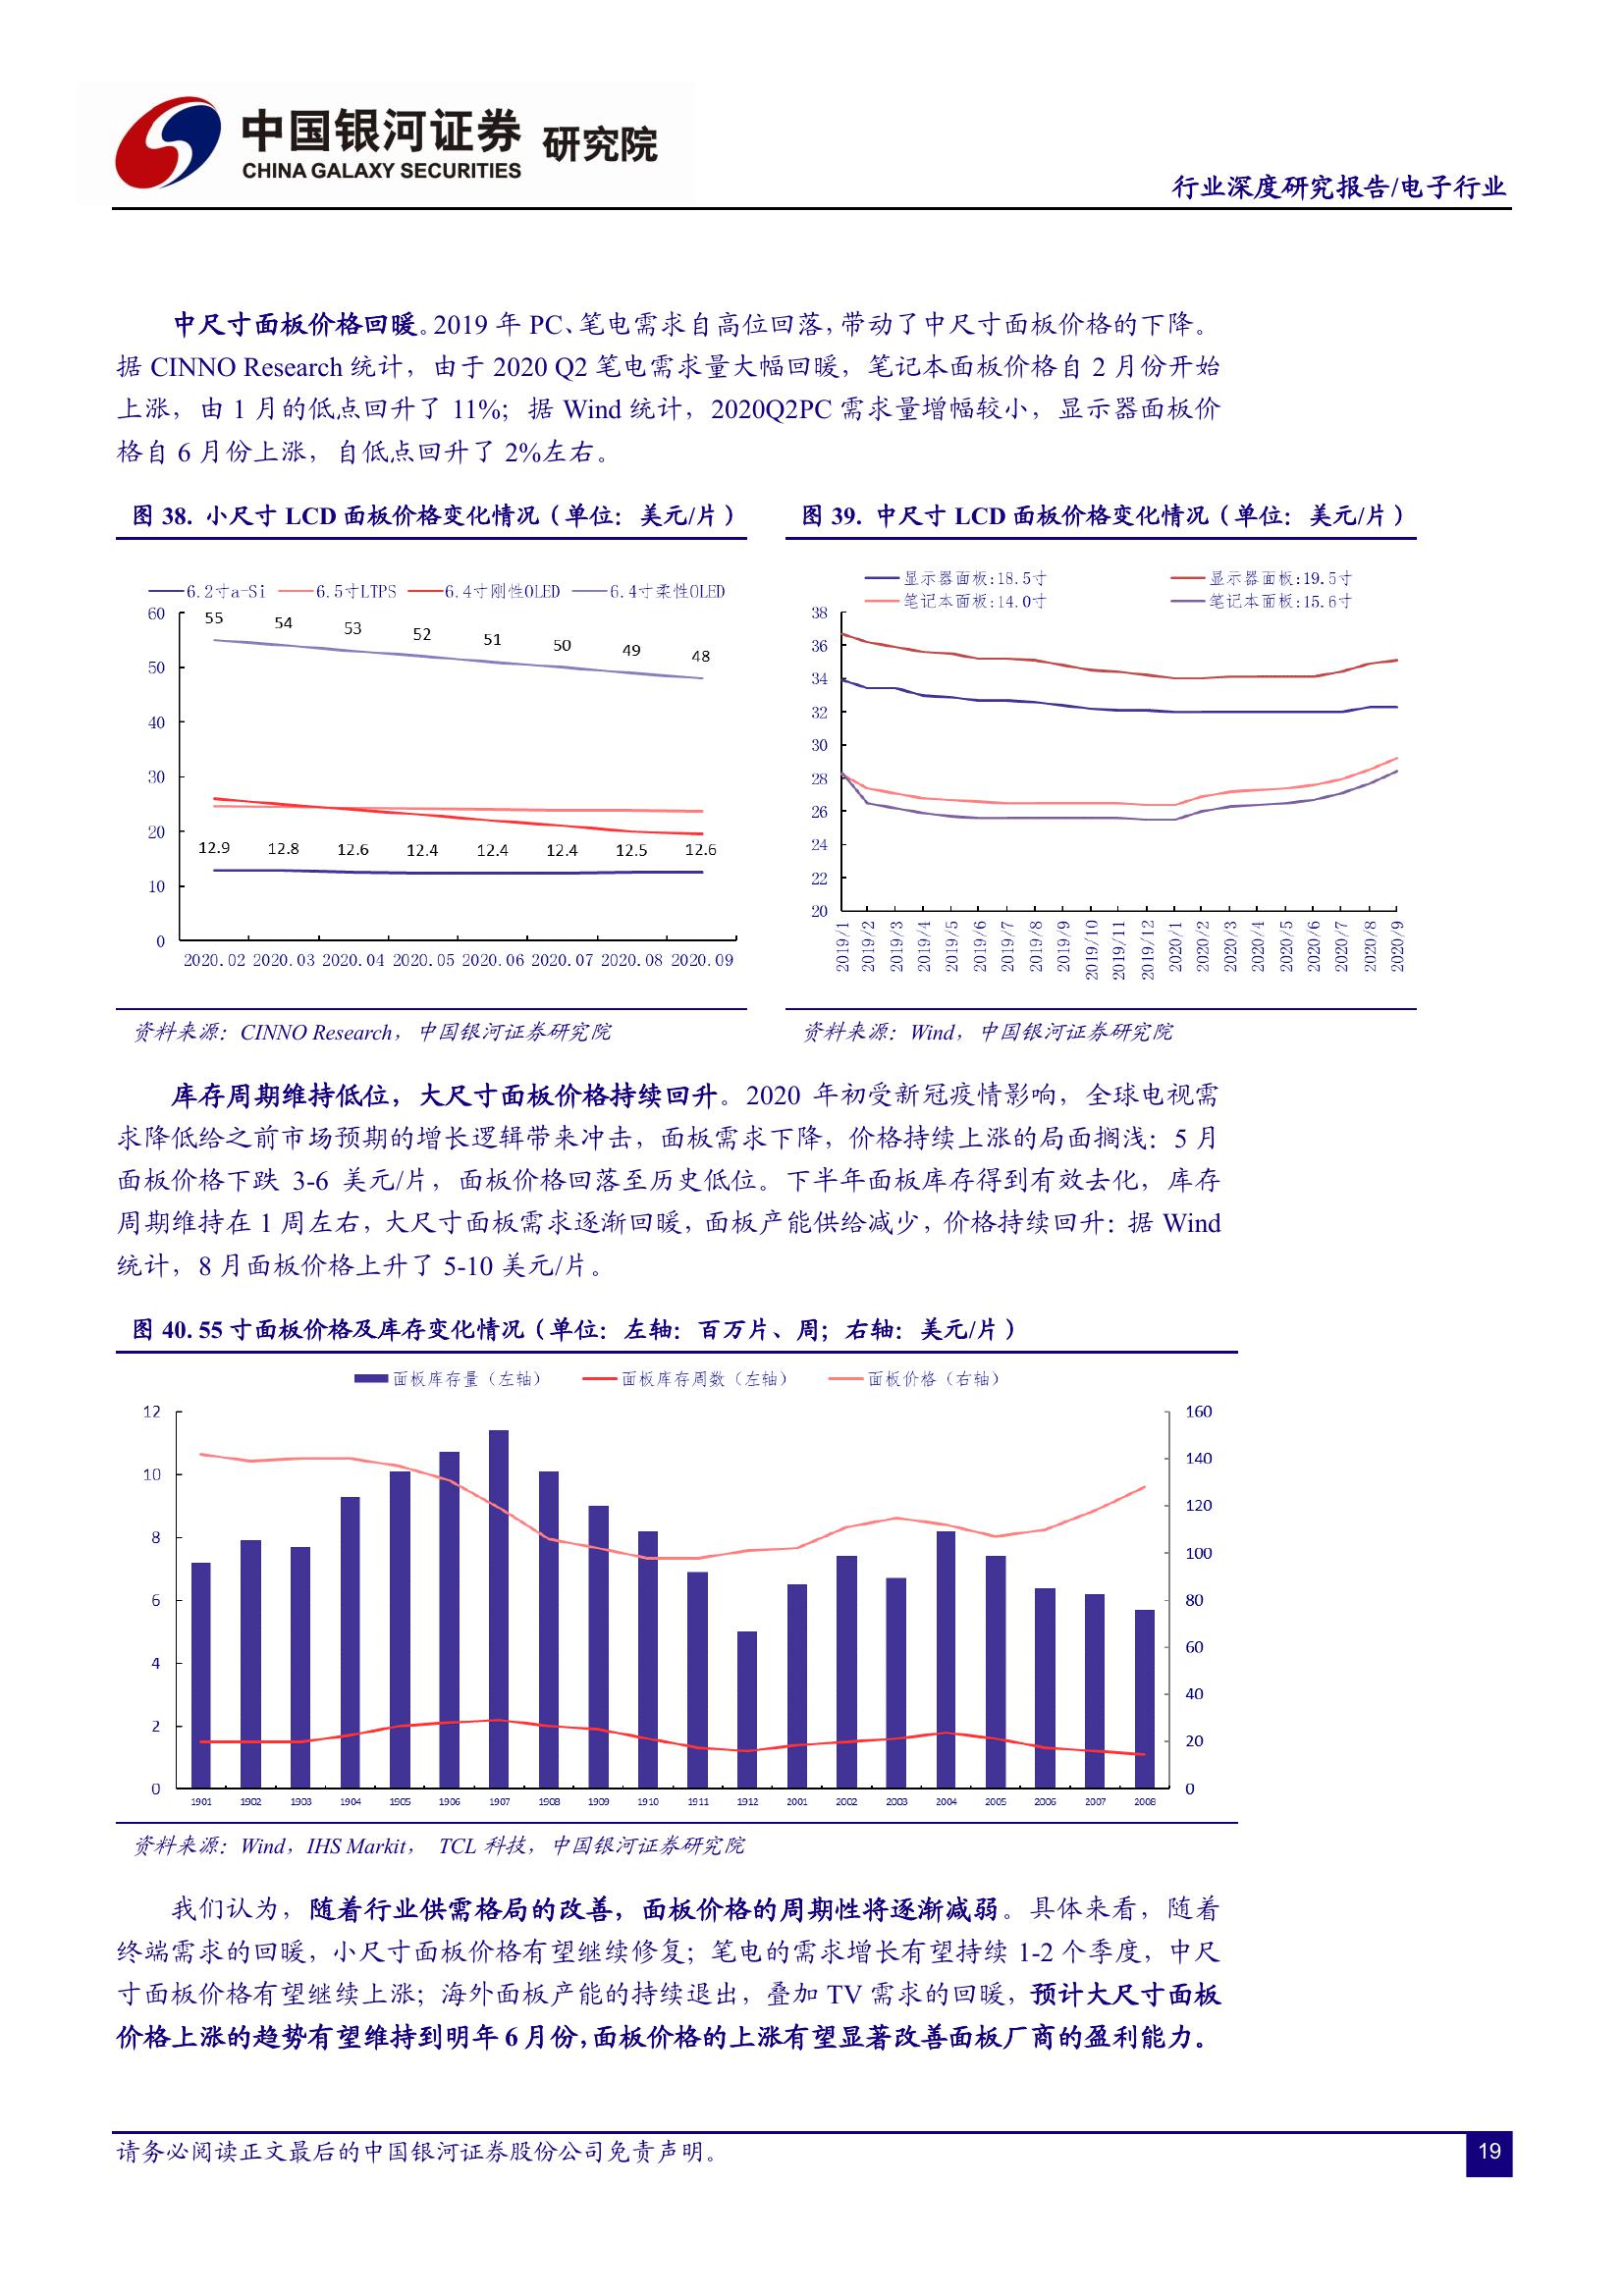 中国银河证券 研究院
CHINA GALAXY SECURITIES
行业深度研究报告/电子行业
中尺寸面板价格回暖。2019 年 PC、笔电需求自高位回落，带动了中尺寸面板价格的下降。
据 CINNO Research 统计，由于 2020 Q2 笔电需求量大幅回暖，笔记本面板价格自 2 月份开始
上涨，由 1 月的低点回升了 11%；据 Wind 统计，2020Q2PC 需求量增幅较小，显示器面板价
格自 6 月份上涨，自低点回升了 2%左右。
图 38. 小尺寸 LCD 面板价格变化情况（单位：美元/片）
6.2寸a-Si 6.5寸LTPS 6.4寸刚性OLED 6.4寸柔性OLED
60
50
40
30
20
10
0
55 54 53 52 51 50 49 48
12.9 12.8 12.6 12.4 12.4 12.4 12.5 12.6
2020.02 2020.03 2020.04 2020.05 2020.06 2020.07 2020.08 2020.09
资料来源：CINNO Research，中国银河证券研究院
图 39. 中尺寸 LCD 面板价格变化情况（单位：美元/片）
显示器面板:18.5寸 显示器面板:19.5寸
笔记本面板:14.0寸 笔记本面板:15.6寸
38
36
34
32
30
28
26
24
22
20
2019/1 2019/2 2019/3 2019/4 2019/5 2019/6 2019/7 2019/8 2019/9 2019/10 2019/11 2019/12 2020/1 2020/2 2020/3 2020/4 2020/5 2020/6 2020/7 2020/8 2020/9
资料来源：Wind，中国银河证券研究院
库存周期维持低位，大尺寸面板价格持续回升。2020 年初受新冠疫情影响，全球电视需
求降低给之前市场预期的增长逻辑带来冲击，面板需求下降，价格持续上涨的局面搁浅：5 月
面板价格下跌 3-6 美元/片，面板价格回落至历史低位。下半年面板库存得到有效去化，库存
周期维持在 1 周左右，大尺寸面板需求逐渐回暖，面板产能供给减少，价格持续回升：据 Wind
统计，8 月面板价格上升了 5-10 美元/片。
图 40. 55 寸面板价格及库存变化情况（单位：左轴：百万片、周；右轴：美元/片）
面板库存量（左轴） 面板库存周数（左轴） 面板价格（右轴）
12
10
8
6
4
2
0
160
140
120
100
80
60
40
20
0
1901 1902 1903 1904 1905 1906 1907 1908 1909 1910 1911 1912 2001 2002 2003 2004 2005 2006 2007 2008
资料来源：Wind，IHS Markit， TCL 科技，中国银河证券研究院
我们认为，随着行业供需格局的改善，面板价格的周期性将逐渐减弱。具体来看，随着
终端需求的回暖，小尺寸面板价格有望继续修复；笔电的需求增长有望持续 1-2 个季度，中尺
寸面板价格有望继续上涨；海外面板产能的持续退出，叠加 TV 需求的回暖，预计大尺寸面板
价格上涨的趋势有望维持到明年 6 月份，面板价格的上涨有望显著改善面板厂商的盈利能力。
请务必阅读正文最后的中国银河证券股份公司免责声明。
19